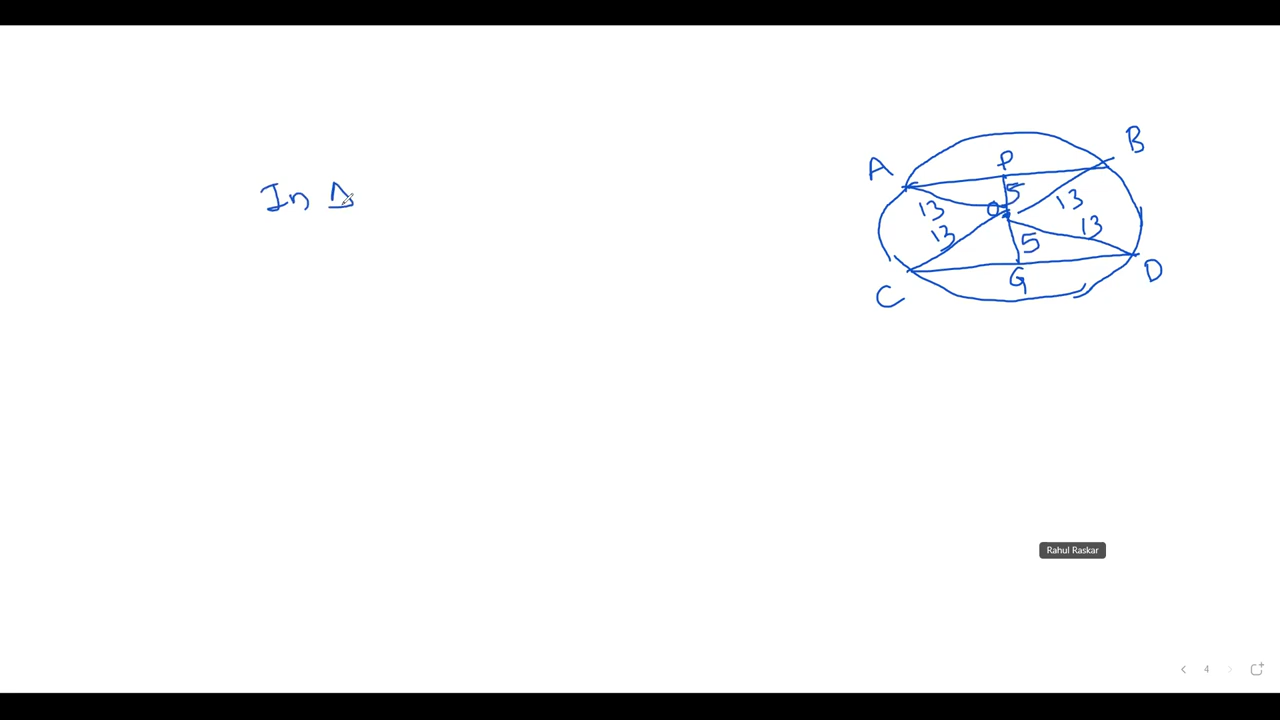 In Δ
A P B
5
O
13 13
13 13
5
C G D
Rahul Raskar
4